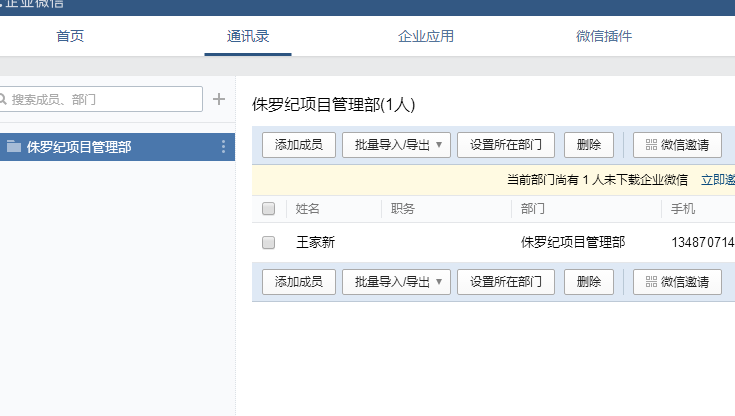 企业微信
首页 通讯录 企业应用 微信插件
搜索成员、部门
侏罗纪项目管理部
侏罗纪项目管理部(1人)
添加成员 批量导入/导出 设置所在部门 删除 微信邀请
当前部门尚有 1 人未下载企业微信 立即邀
姓名 职务 部门 手机
王家新 侏罗纪项目管理部 134870714
添加成员 批量导入/导出 设置所在部门 删除 微信邀请